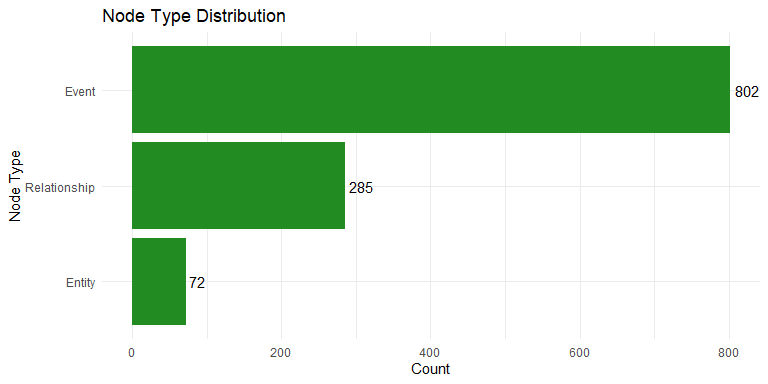 Node Type Distribution
Event
802
Relationship
285
Entity
72
Node Type
0
200
400
600
800
Count